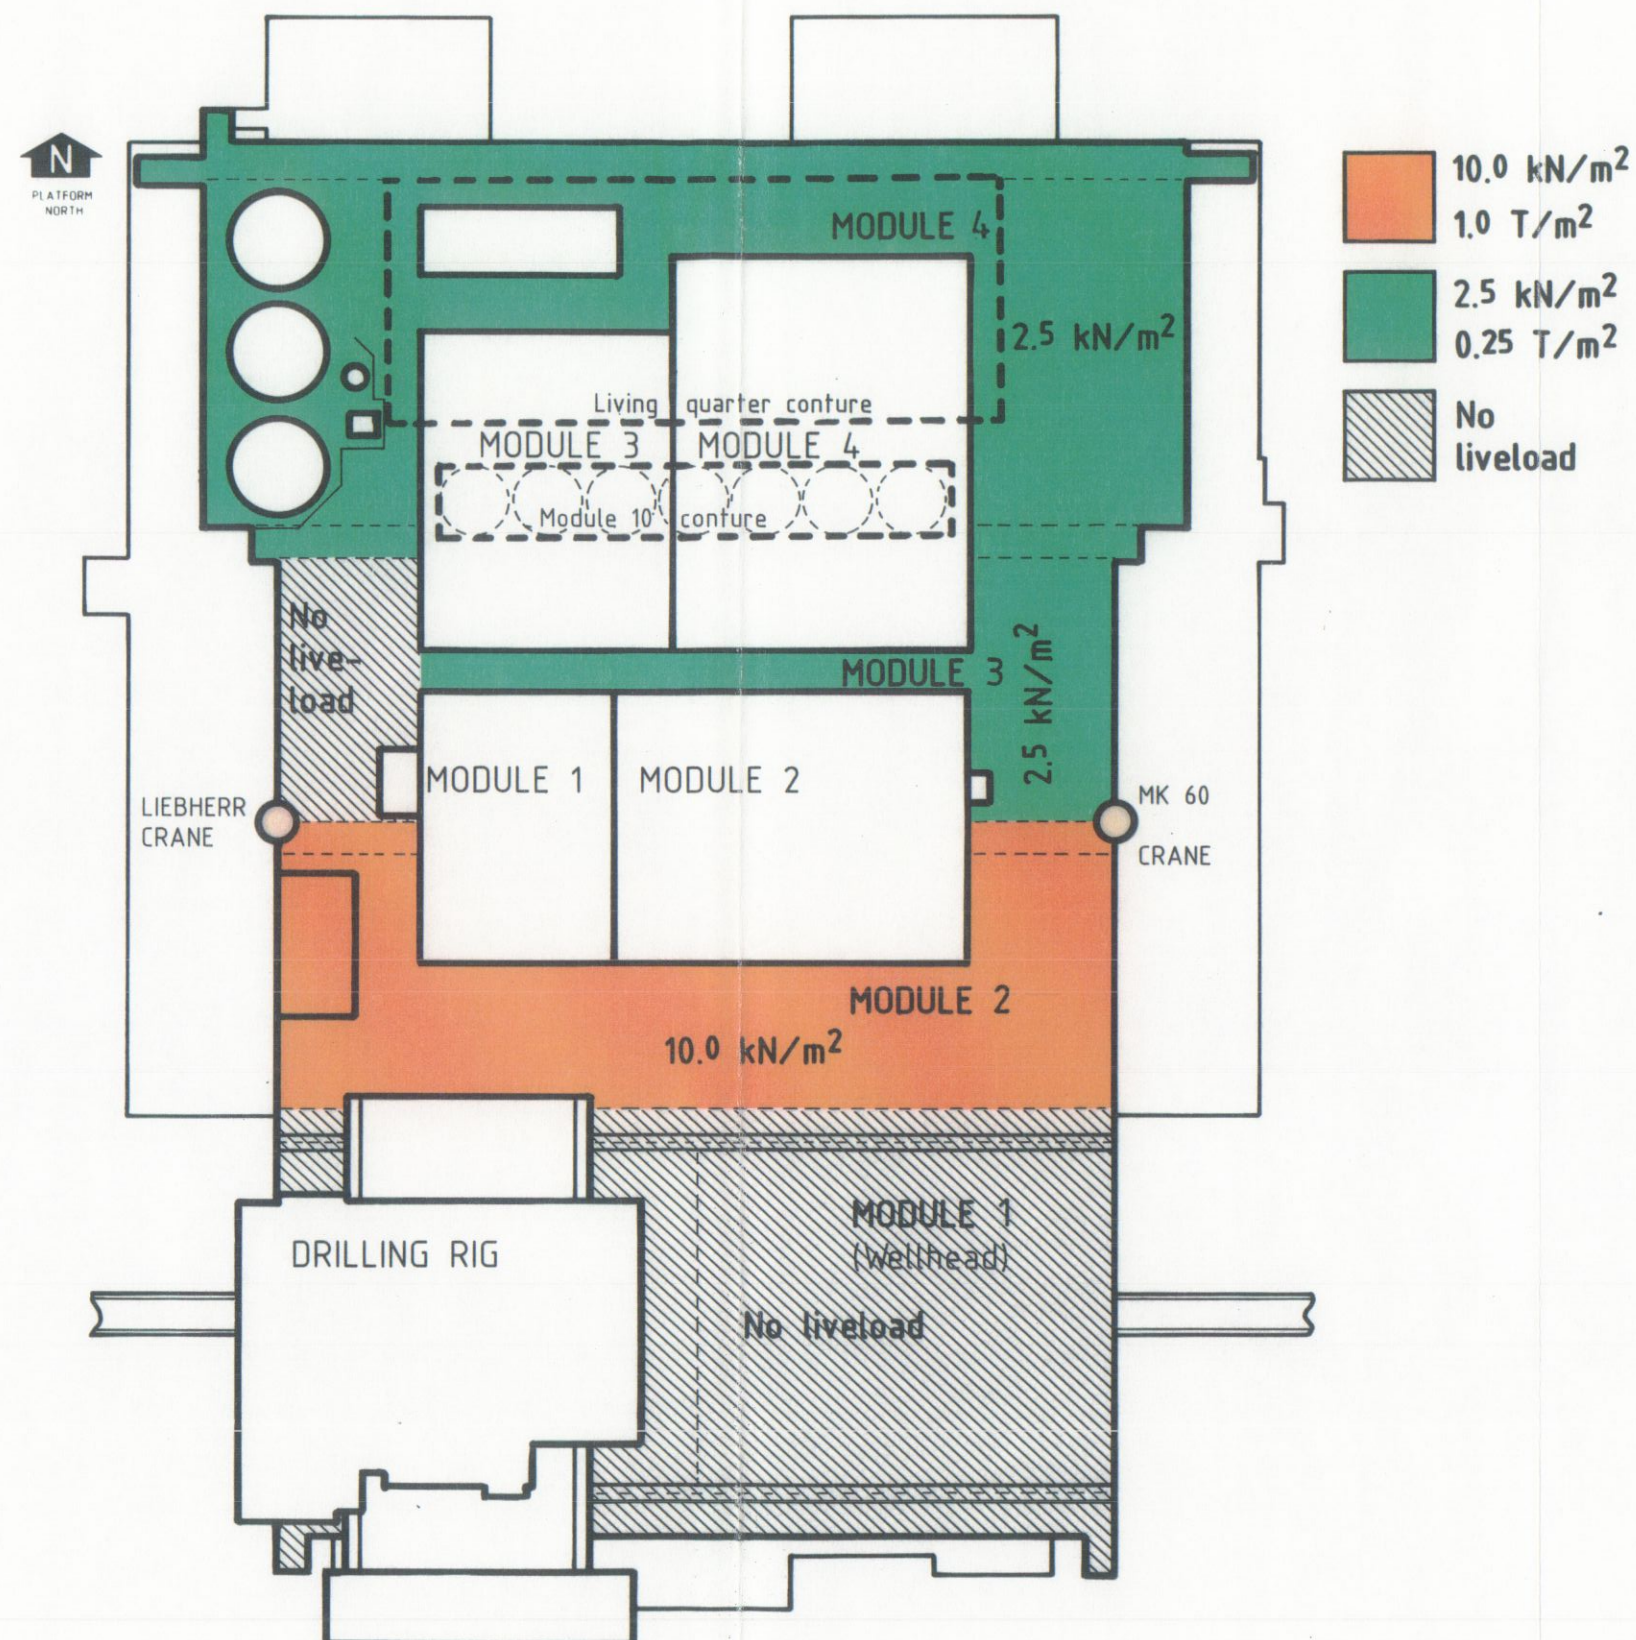 N
PLATFORM
NORTH
10.0 kN/m²
1.0 T/m²
2.5 kN/m²
0.25 T/m²
No
liveload
MODULE 4
2.5 kN/m²
Living quarter conture
MODULE 3
MODULE 4
Module 10 conture
No
live-
load
MODULE 3
2.5 kN/m²
MODULE 1
MODULE 2
LIEBHERR
CRANE
MK 60
CRANE
MODULE 2
10.0 kN/m²
MODULE 1
(Wellhead)
DRILLING RIG
No liveload